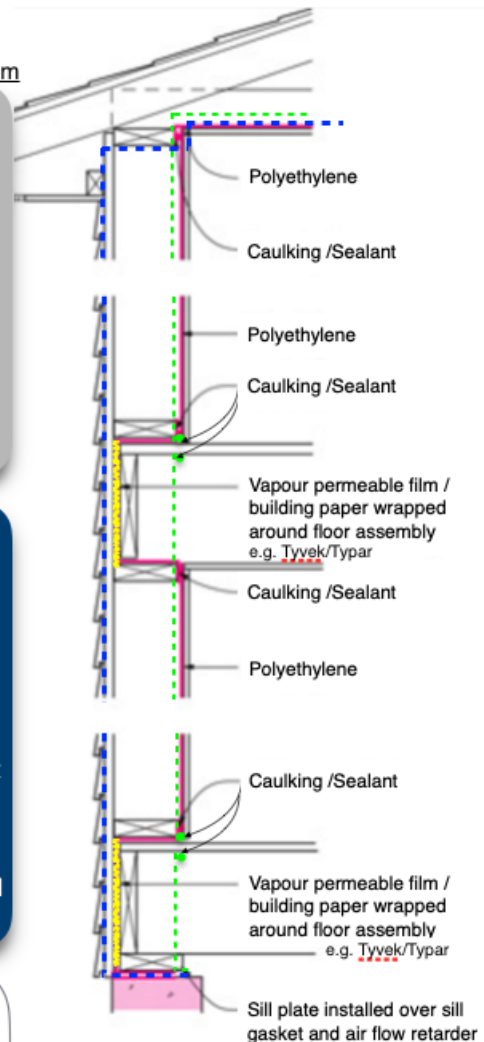 m
Polyethylene
Caulking /Sealant
Polyethylene
Caulking /Sealant
Vapour permeable film /
building paper wrapped
around floor assembly
e.g. Tyvek/Typar
Caulking /Sealant
Polyethylene
Caulking /Sealant
Vapour permeable film /
building paper wrapped
around floor assembly
e.g. Tyvek/Typar
Sill plate installed over sill
gasket and air flow retarder